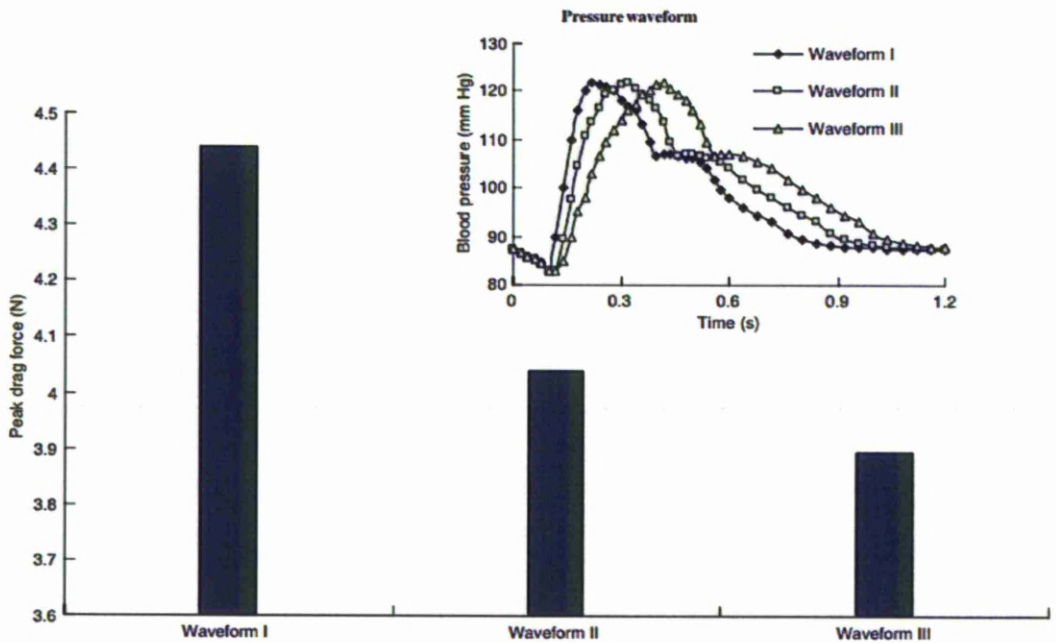 Pressure waveform
130
120
110
100
90
80
Blood pressure (mm Hg)
0 0.3 0.6 0.9 1.2
Time (s)
Waveform I
Waveform II
Waveform III
4.5
4.4
4.3
4.2
4.1
4
3.9
3.8
3.7
3.6
Peak drag force (N)
Waveform I Waveform II Waveform III